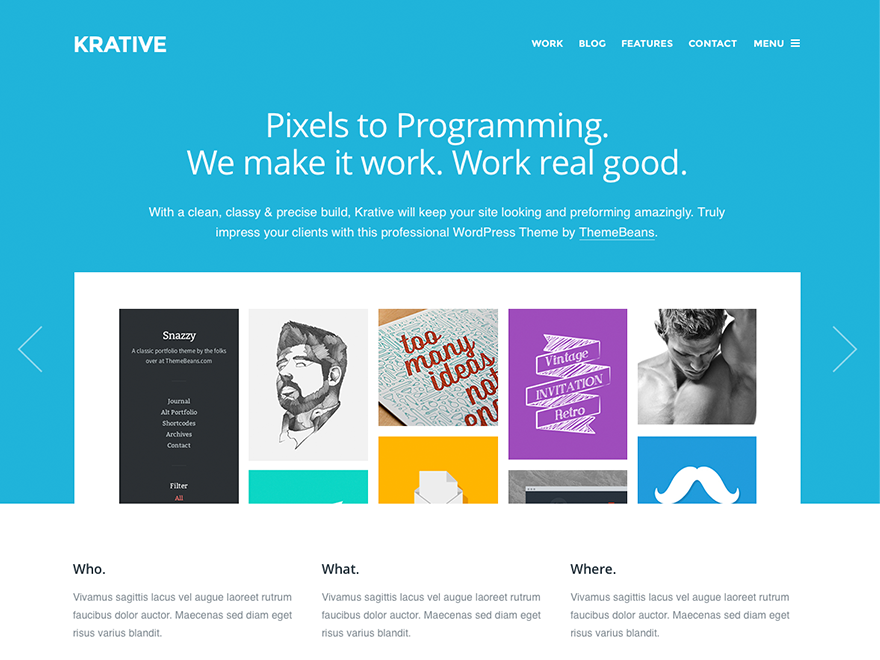 KRATIVE
WORK BLOG FEATURES CONTACT MENU
Pixels to Programming.
We make it work. Work real good.
With a clean, classy & precise build, Krative will keep your site looking and preforming amazingly. Truly
impress your clients with this professional WordPress Theme by ThemeBeans.
Snazzy
A classic portfolio theme by the folks
over at ThemeBeans.com
Journal
Alt Portfolio
Shortcodes
Archives
Contact
Filter
All
too
many
ideas
not
Vintage
INVITATION
Retro
Who.
Vivamus sagittis lacus vel augue laoreet rutrum
faucibus dolor auctor. Maecenas sed diam eget
risus varius blandit.
What.
Vivamus sagittis lacus vel augue laoreet rutrum
faucibus dolor auctor. Maecenas sed diam eget
risus varius blandit.
Where.
Vivamus sagittis lacus vel augue laoreet rutrum
faucibus dolor auctor. Maecenas sed diam eget
risus varius blandit.